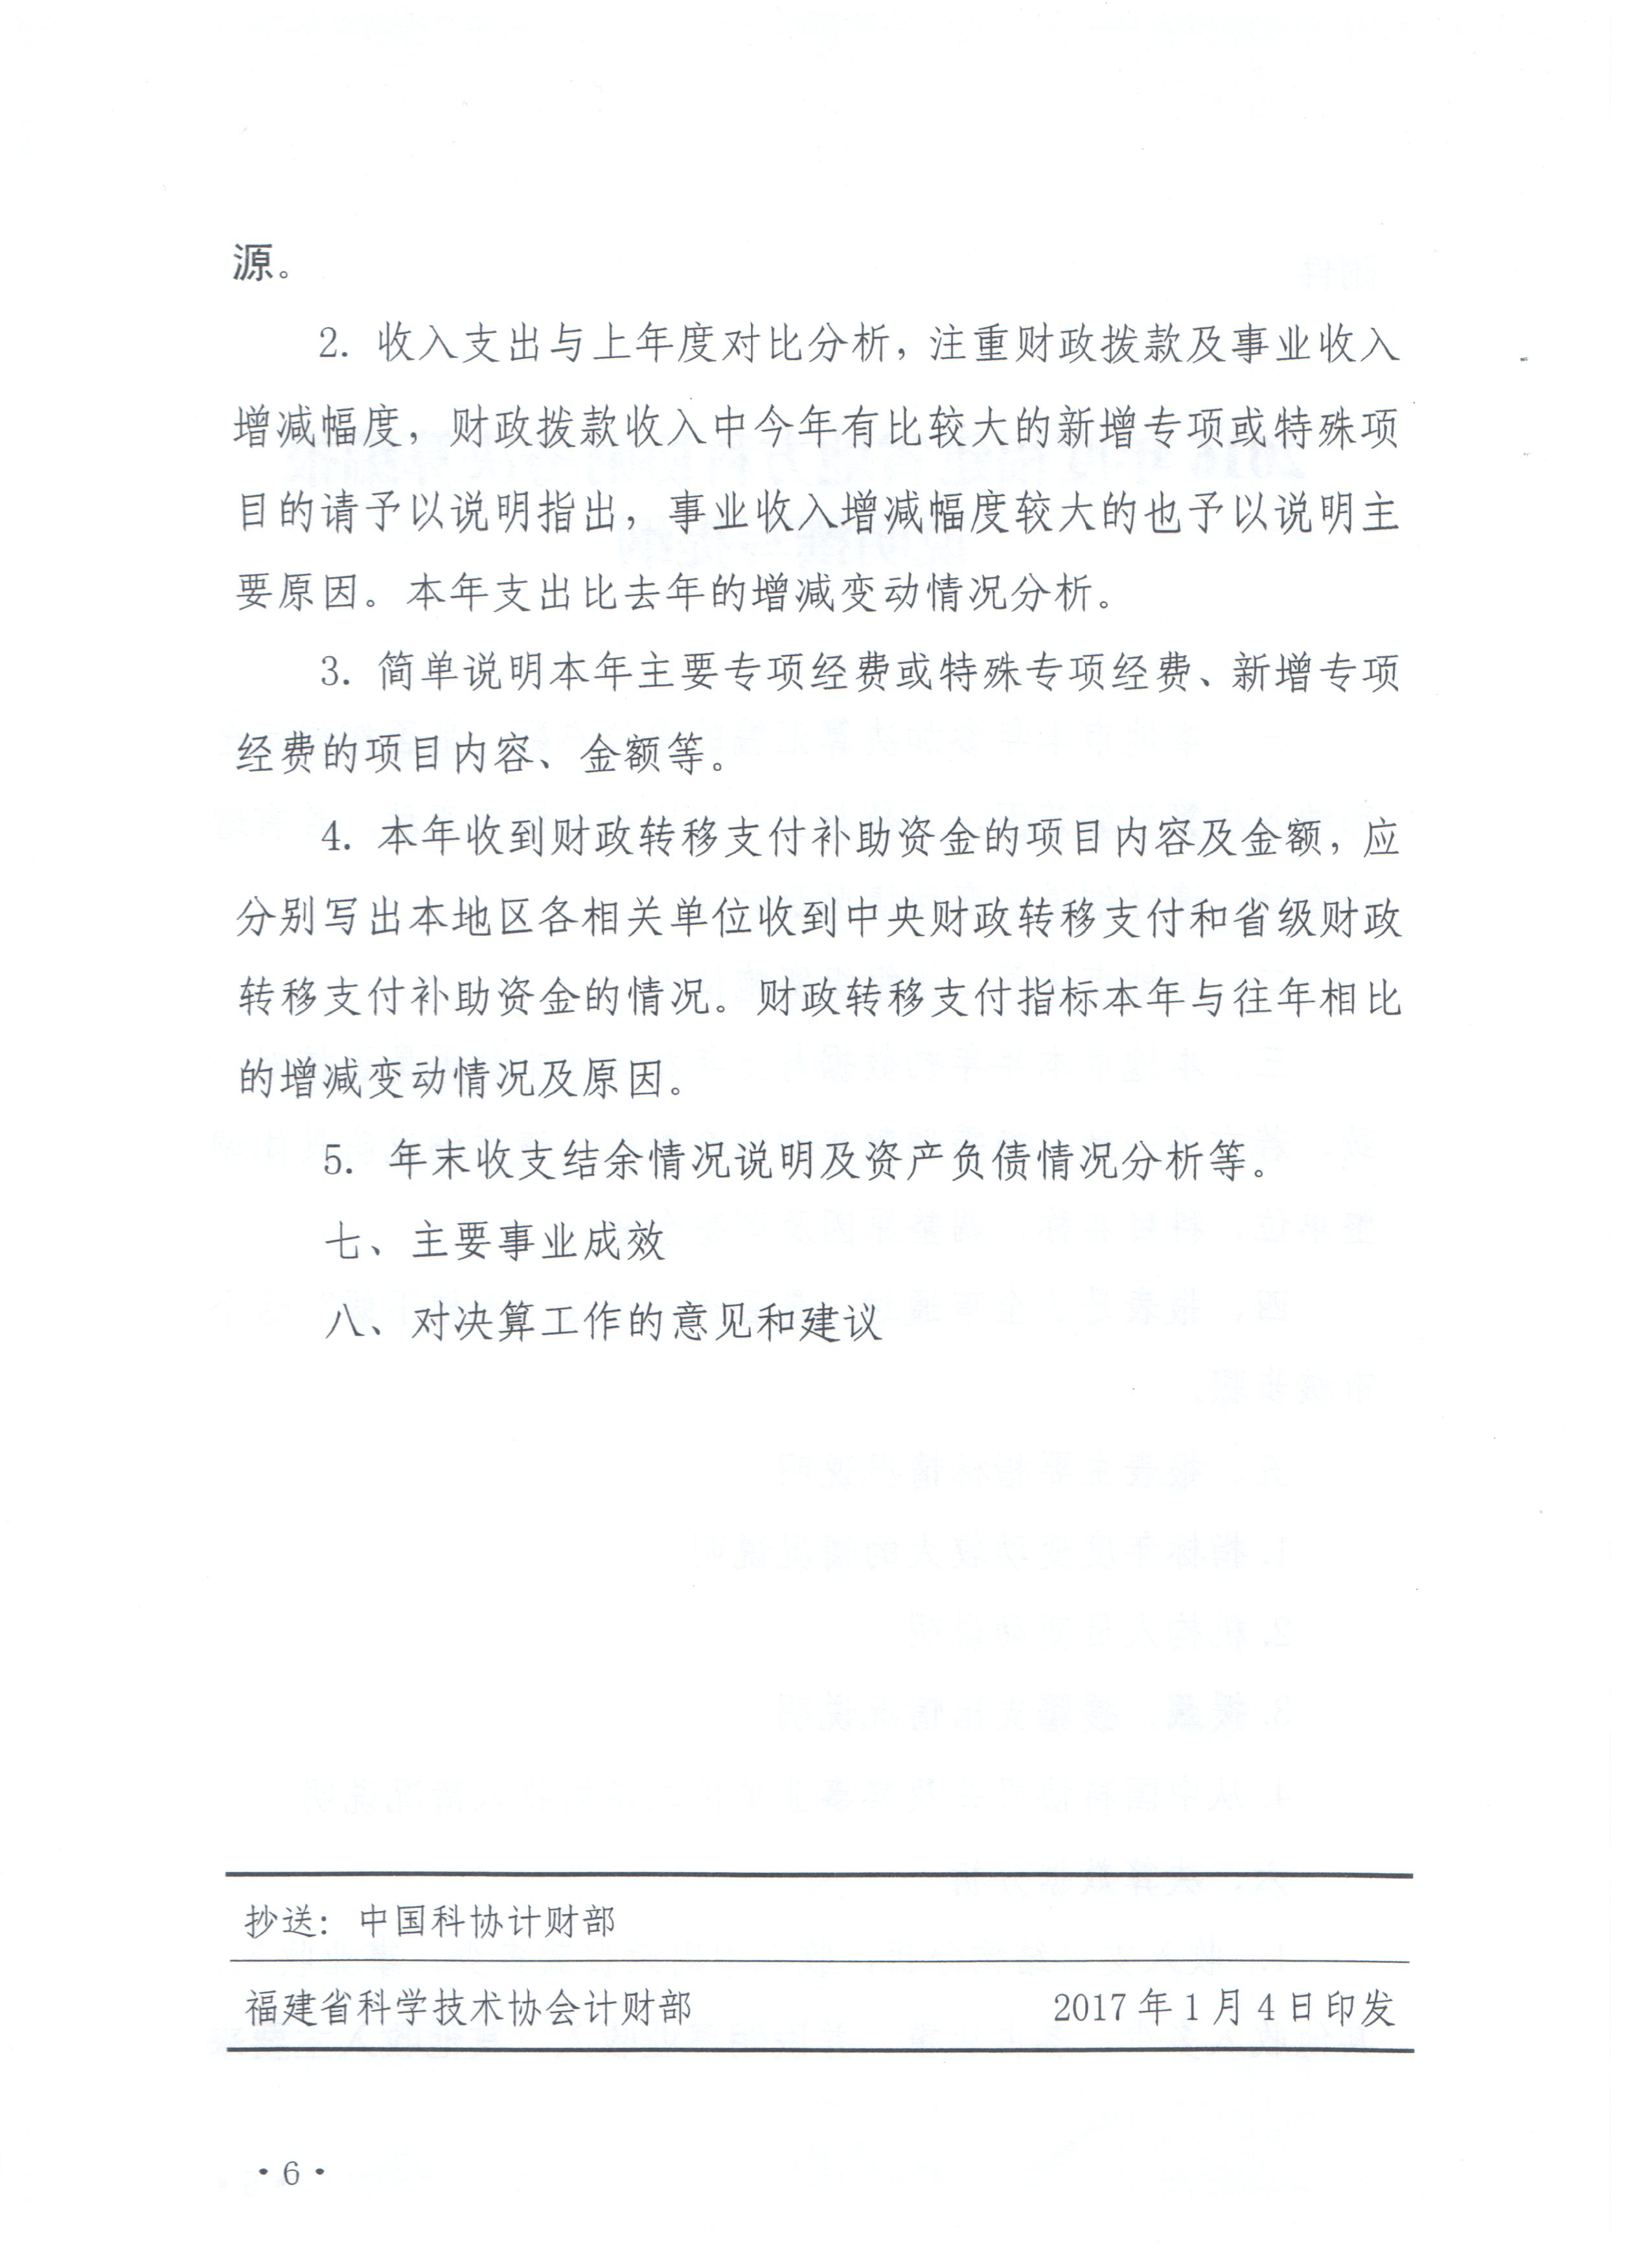 源。
2. 收入支出与上年度对比分析，注重财政拨款及事业收入
增减幅度，财政拨款收入中今年有比较大的新增专项或特殊项
目的请予以说明指出，事业收入增减幅度较大的也予以说明主
要原因。本年支出比去年的增减变动情况分析。
3. 简单说明本年主要专项经费或特殊专项经费、新增专项
经费的项目内容、金额等。
4. 本年收到财政转移支付补助资金的项目内容及金额，应
分别写出本地区各相关单位收到中央财政转移支付和省级财政
转移支付补助资金的情况。财政转移支付指标本年与往年相比
的增减变动情况及原因。
5. 年末收支结余情况说明及资产负债情况分析等。
七、主要事业成效
八、对决算工作的意见和建议
抄送：中国科协计财部
福建省科学技术协会计财部 2017年1月4日印发
·6·